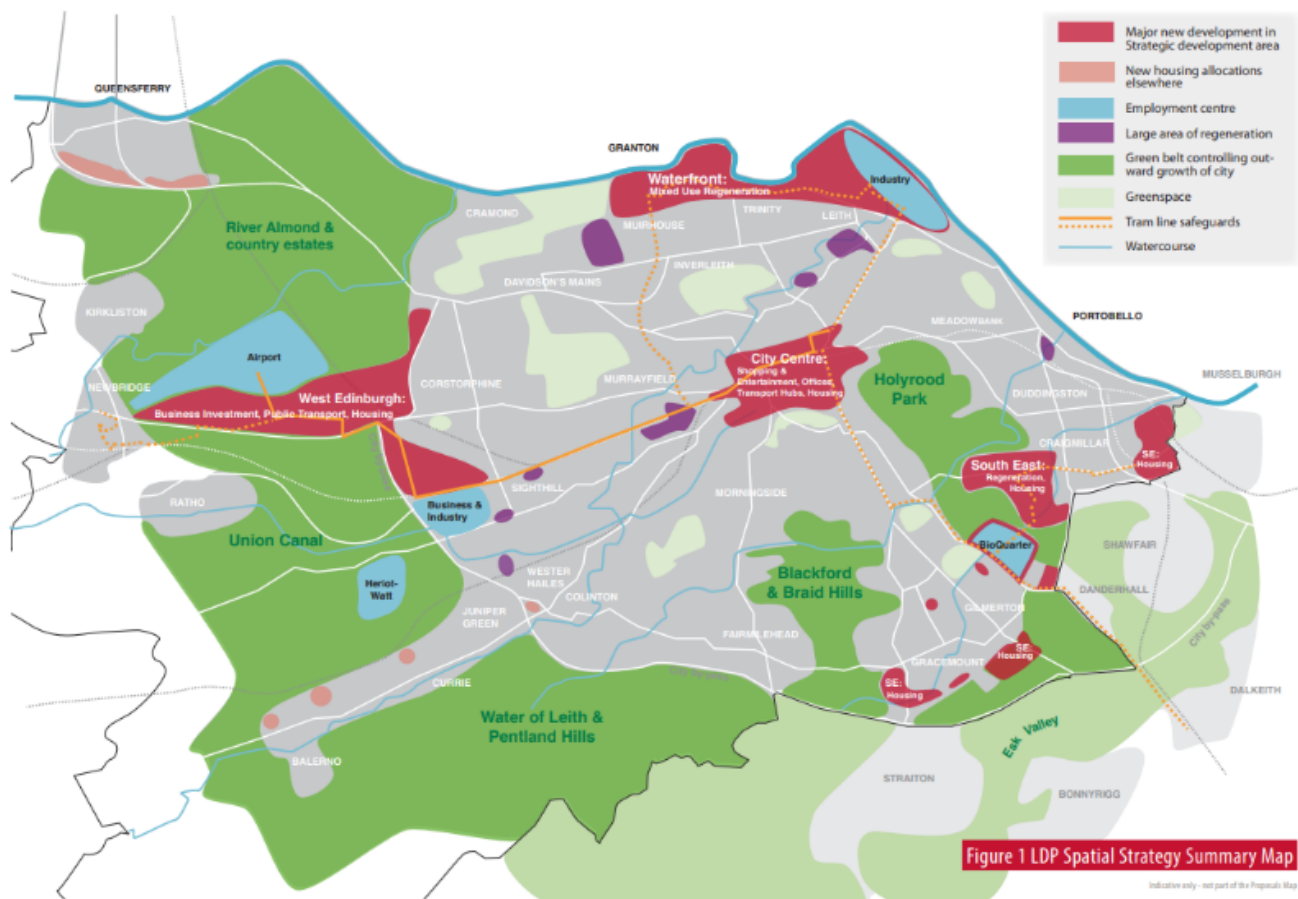 Major new development in
Strategic development area
New housing allocations
elsewhere
Employment centre
Large area of regeneration
Green belt controlling out-
ward growth of city
Greenspace
Tram line safeguards
Watercourse
QUEENSFERRY
GRANTON
Waterfront:
Mixed Use Regeneration
Industry
CRAMOND
TRINITY
LEITH
MUIRHOUSE
River Almond &
country estates
INVERLEITH
DAVIDSON'S MAINS
KIRKLISTON
MEADOWBANK
PORTOBELLO
Airport
City Centre:
Shopping &
Entertainment, Offices,
Transport Hubs, Housing
MUSSELBURGH
NEWBRIDGE
CORSTORPHINE
MURRAYFIELD
Holyrood
Park
DUDDINGSTON
West Edinburgh:
Business Investment, Public Transport, Housing
CRAIGMILLAR
SE:
Housing
South East:
Regeneration,
Housing
RATHO
SIGHTHILL
MORNINGSIDE
Business &
Industry
Union Canal
BioQuarter
SHAWFAIR
WESTER
HAILES
Heriot-
Watt
Blackford
& Braid Hills
DANDERHALL
COLINTON
JUNIPER
GREEN
GILMERTON
City by-pass
FAIRMILEHEAD
SE:
Housing
GRACEMOUNT
CURRIE
SE:
Housing
DALKEITH
Water of Leith &
Pentland Hills
Esk Valley
BALERNO
STRAITON
BONNYRIGG
Figure 1 LDP Spatial Strategy Summary Map
Indicative only - not part of the Proposals Map